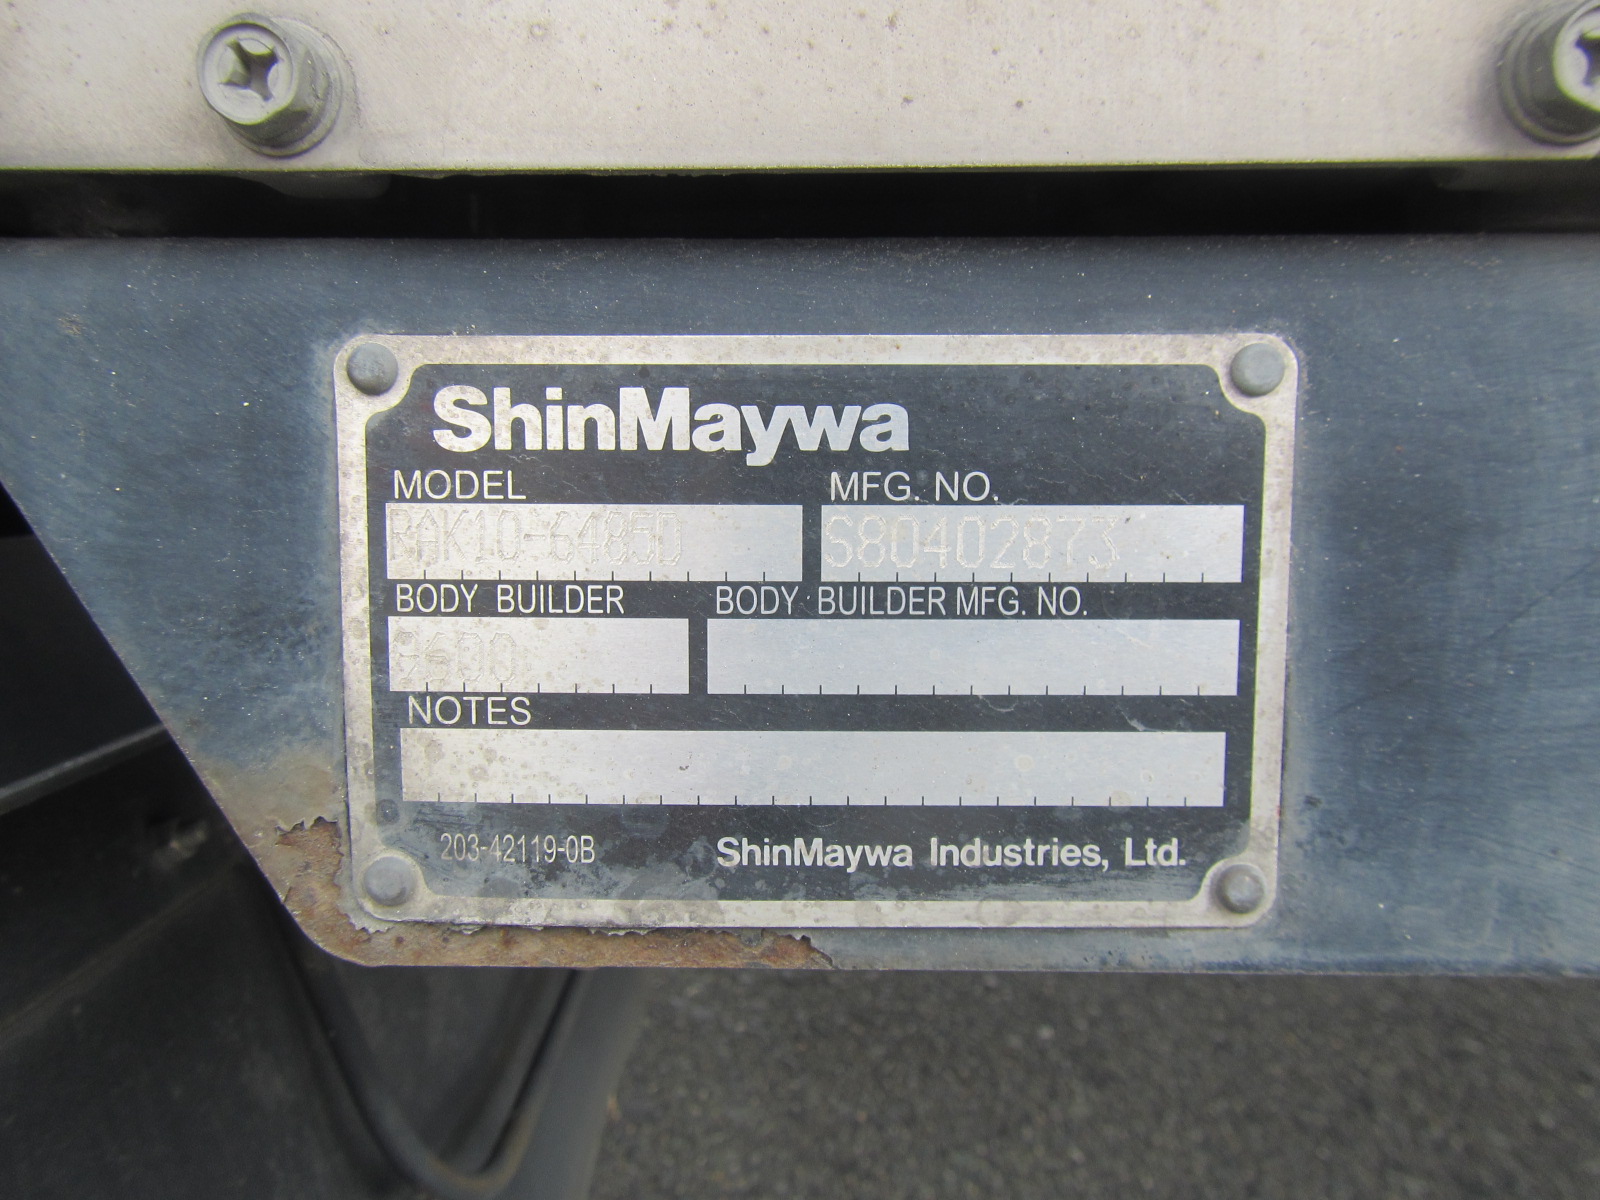 ShinMaywa
MODEL MFG. NO.
RAK10-6485D S80402873
BODY BUILDER BODY BUILDER MFG. NO.
NOTES
203-42119-0B ShinMaywa Industries, Ltd.